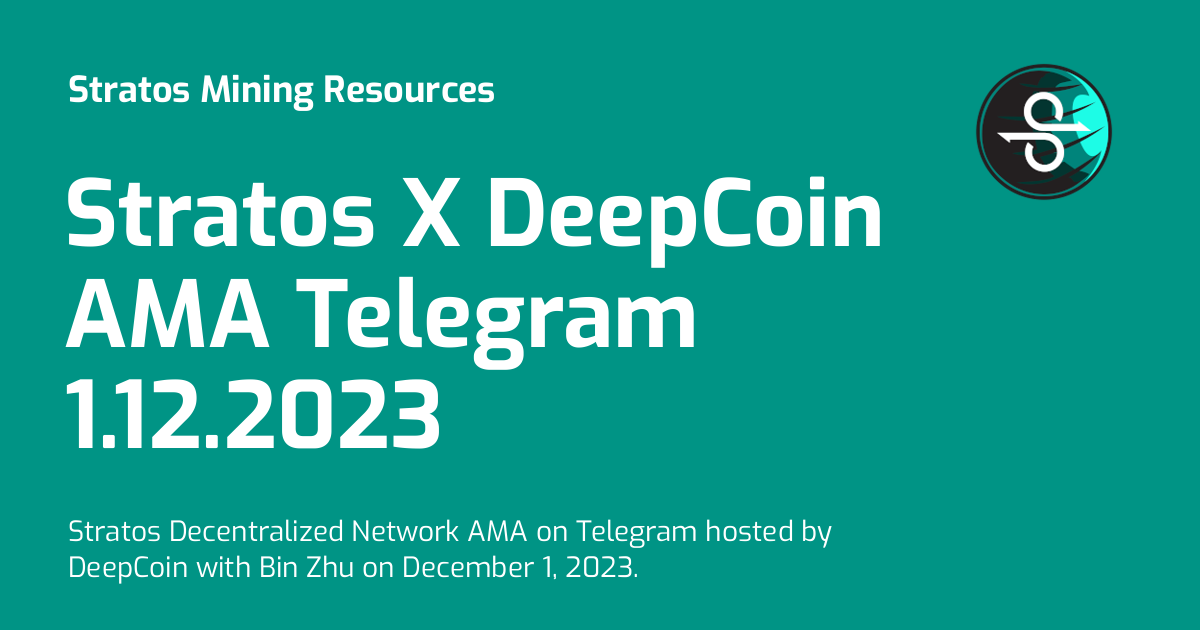 Stratos Mining Resources
Stratos X DeepCoin
AMA Telegram
1.12.2023
Stratos Decentralized Network AMA on Telegram hosted by
DeepCoin with Bin Zhu on December 1, 2023.